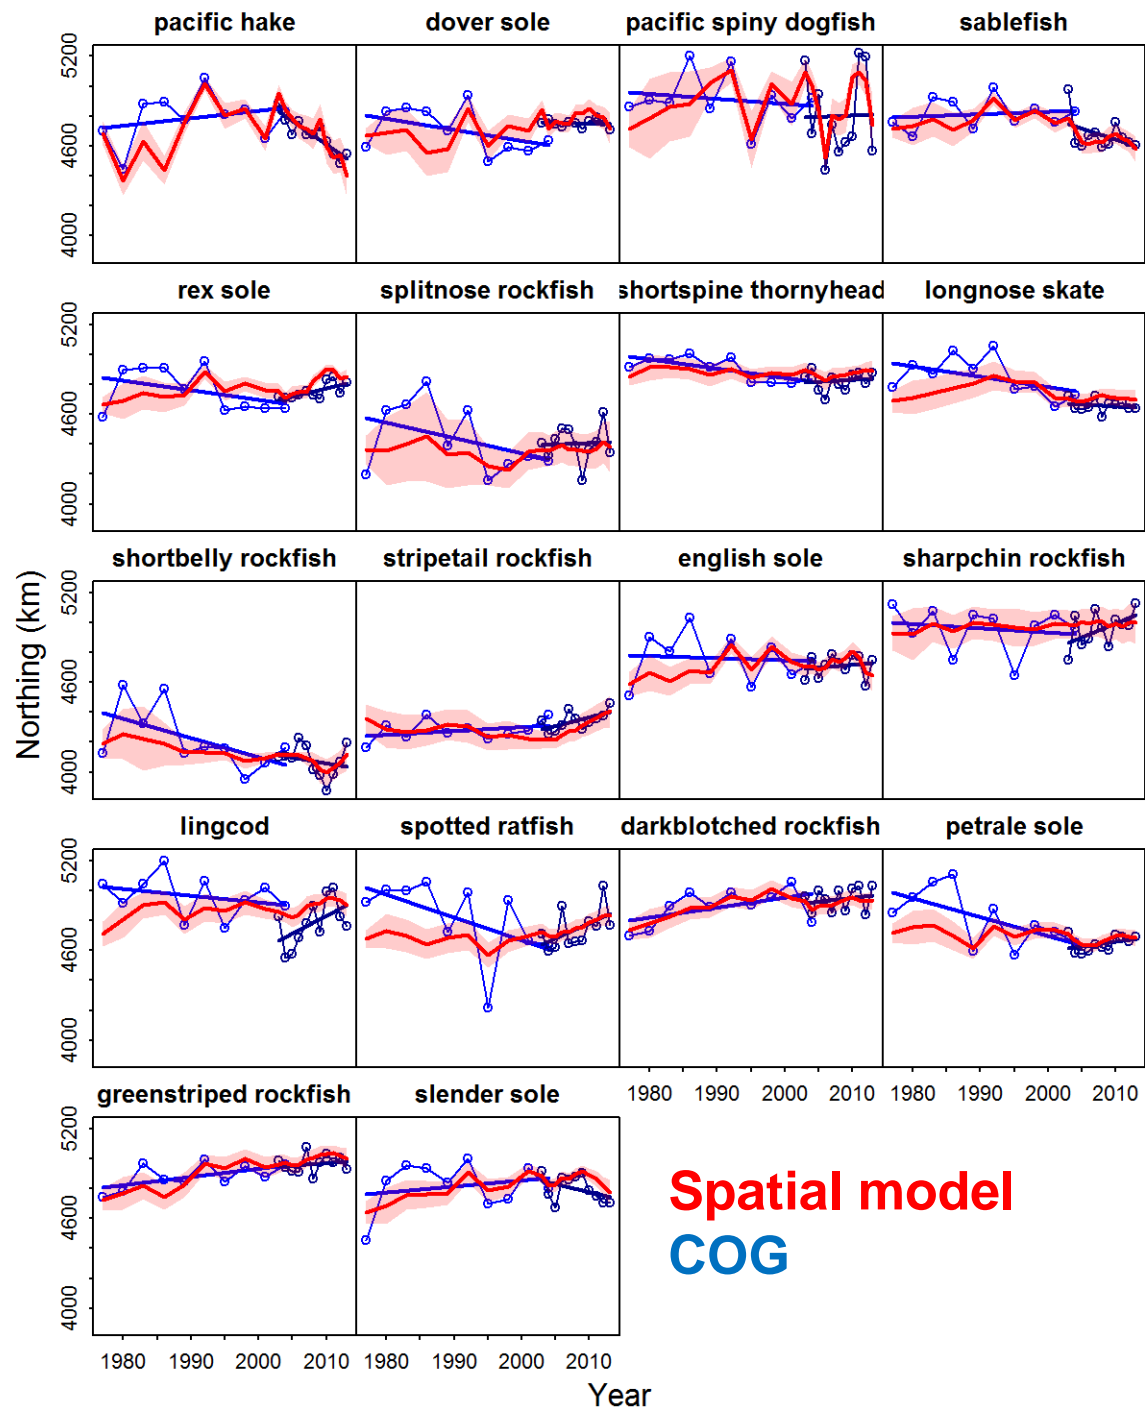 pacific hake dover sole pacific spiny dogfish sablefish
5200
4600
4000
rex sole splitnose rockfish shortspine thornyhead longnose skate
5200
4600
4000
shortbelly rockfish stripetail rockfish english sole sharpchin rockfish
5200
4600
4000
Northing (km)
lingcod spotted ratfish darkblotched rockfish petrale sole
5200
4600
4000
1980 1990 2000 2010 1980 1990 2000 2010
greenstriped rockfish slender sole
5200
4600
4000
Spatial model
COG
1980 1990 2000 2010 1980 1990 2000 2010
Year